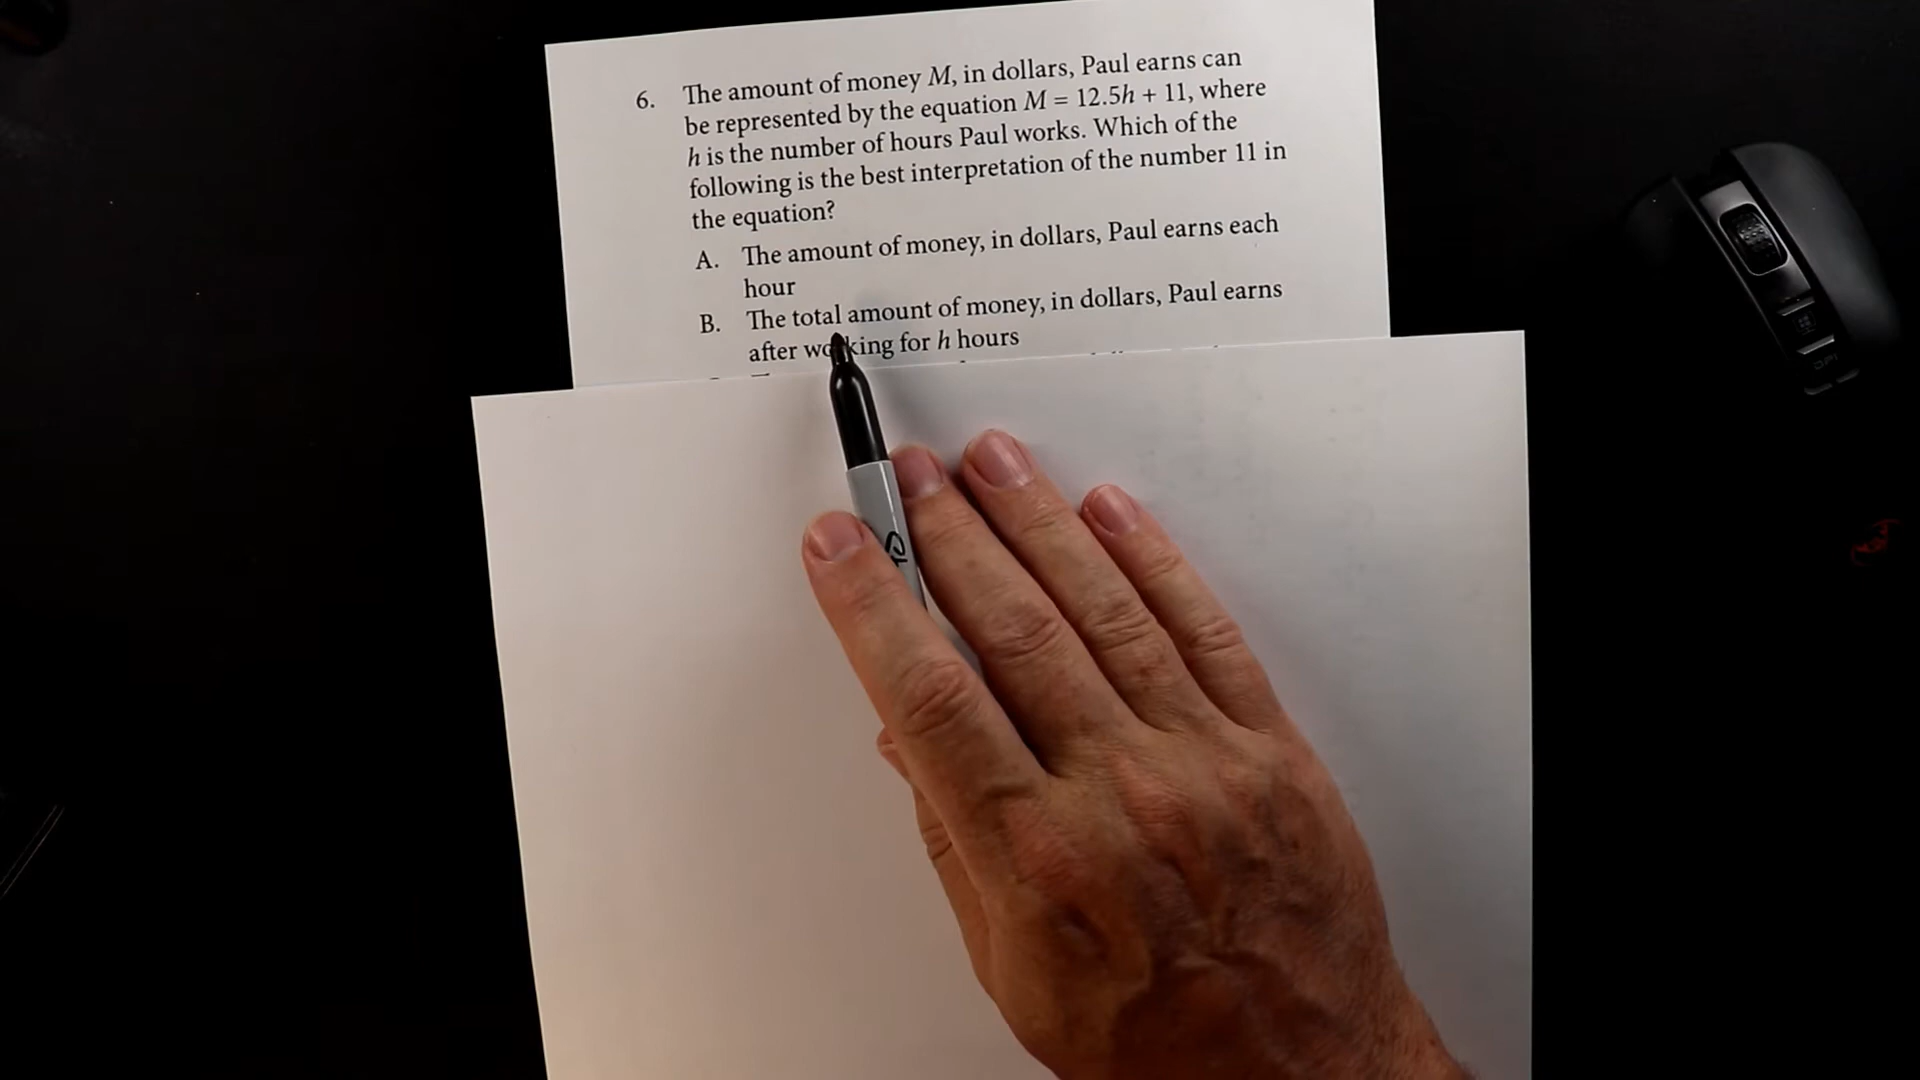 6. The amount of money M, in dollars, Paul earns can
be represented by the equation M = 12.5h + 11, where
h is the number of hours Paul works. Which of the
following is the best interpretation of the number 11 in
the equation?
A. The amount of money, in dollars, Paul earns each
hour
B. The total amount of money, in dollars, Paul earns
after working for h hours